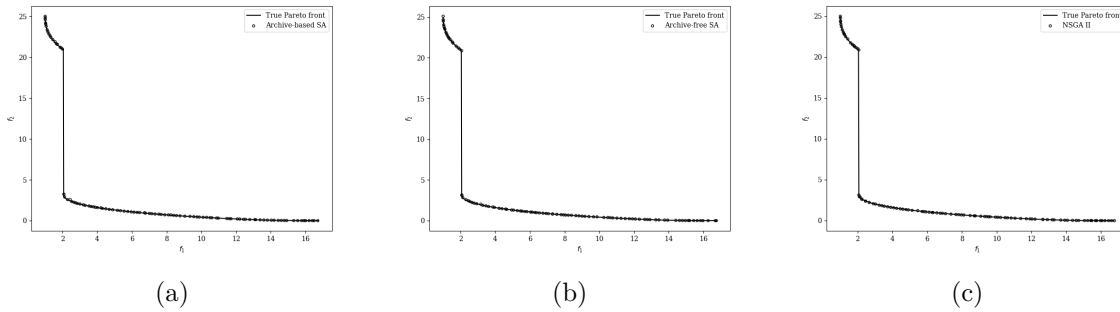 True Pareto front
Archive-based SA
25
20
15
10
5
0
f₂
2 4 6 8 10 12 14 16
f₁
(a)
True Pareto front
Archive-free SA
25
20
15
10
5
0
f₂
2 4 6 8 10 12 14 16
f₁
(b)
True Pareto front
NSGA II
25
20
15
10
5
0
f₂
2 4 6 8 10 12 14 16
f₁
(c)